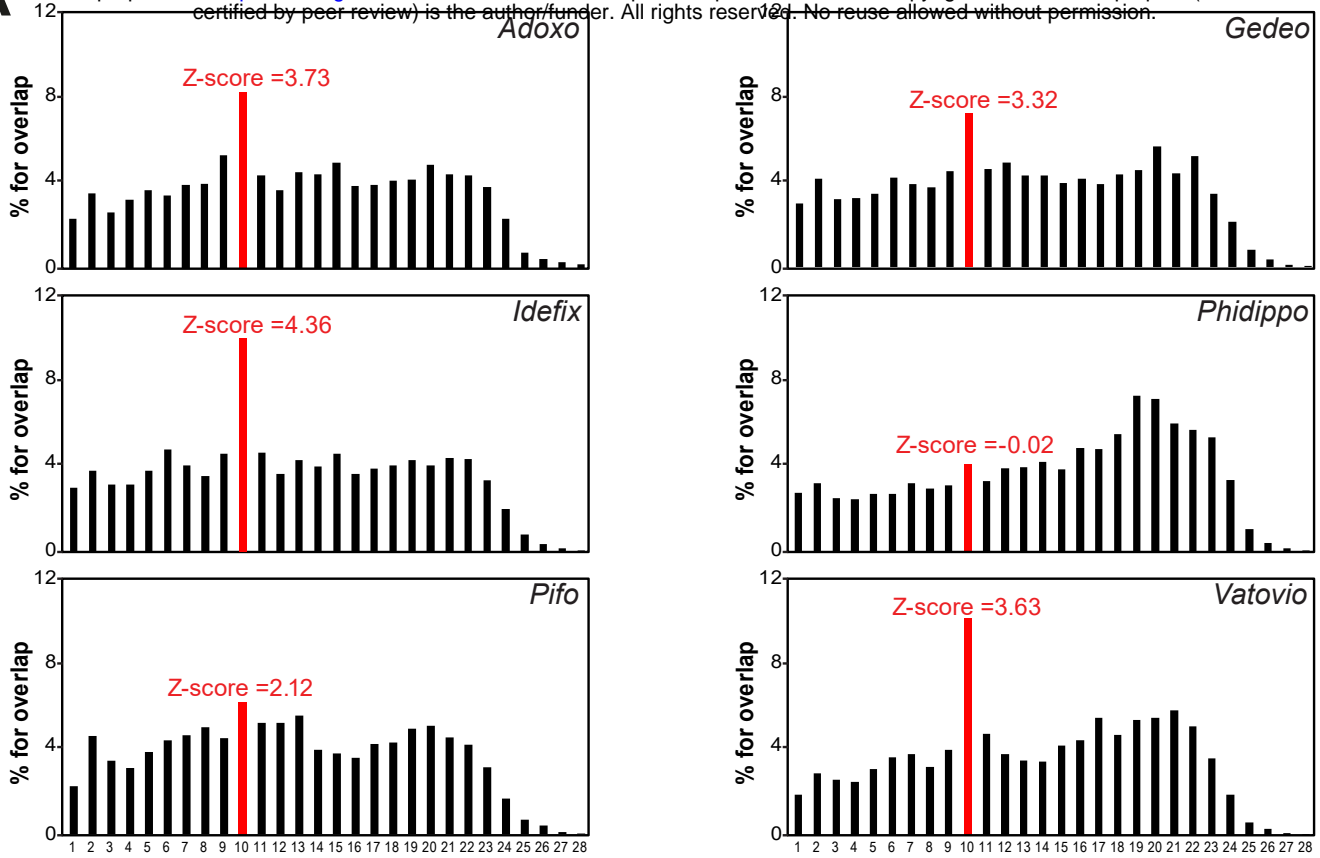 certified by peer review) is the author/funder. All rights reserved. No reuse allowed without permission.
Adoxo
Z-score =3.73
% for overlap
12
8
4
0
Gedeo
Z-score =3.32
% for overlap
12
8
4
0
Idefix
Z-score =4.36
% for overlap
12
8
4
0
Phidippo
Z-score =-0.02
% for overlap
12
8
4
0
Pifo
Z-score =2.12
% for overlap
12
8
4
0
1 2 3 4 5 6 7 8 9 10 11 12 13 14 15 16 17 18 19 20 21 22 23 24 25 26 27 28
Vatovio
Z-score =3.63
% for overlap
12
8
4
0
1 2 3 4 5 6 7 8 9 10 11 12 13 14 15 16 17 18 19 20 21 22 23 24 25 26 27 28